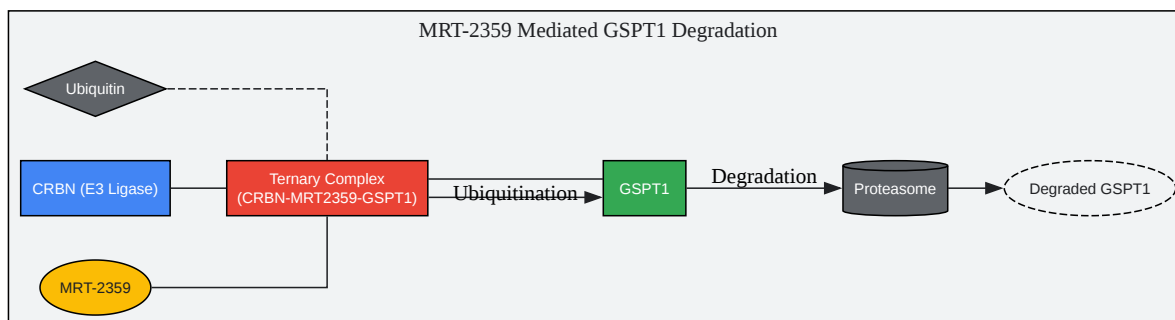 MRT-2359 Mediated GSPT1 Degradation
Ubiquitin
CRBN (E3 Ligase)
Ternary Complex
(CRBN-MRT2359-GSPT1)
Ubiquitination
GSPT1
Degradation
Proteasome
Degraded GSPT1
MRT-2359